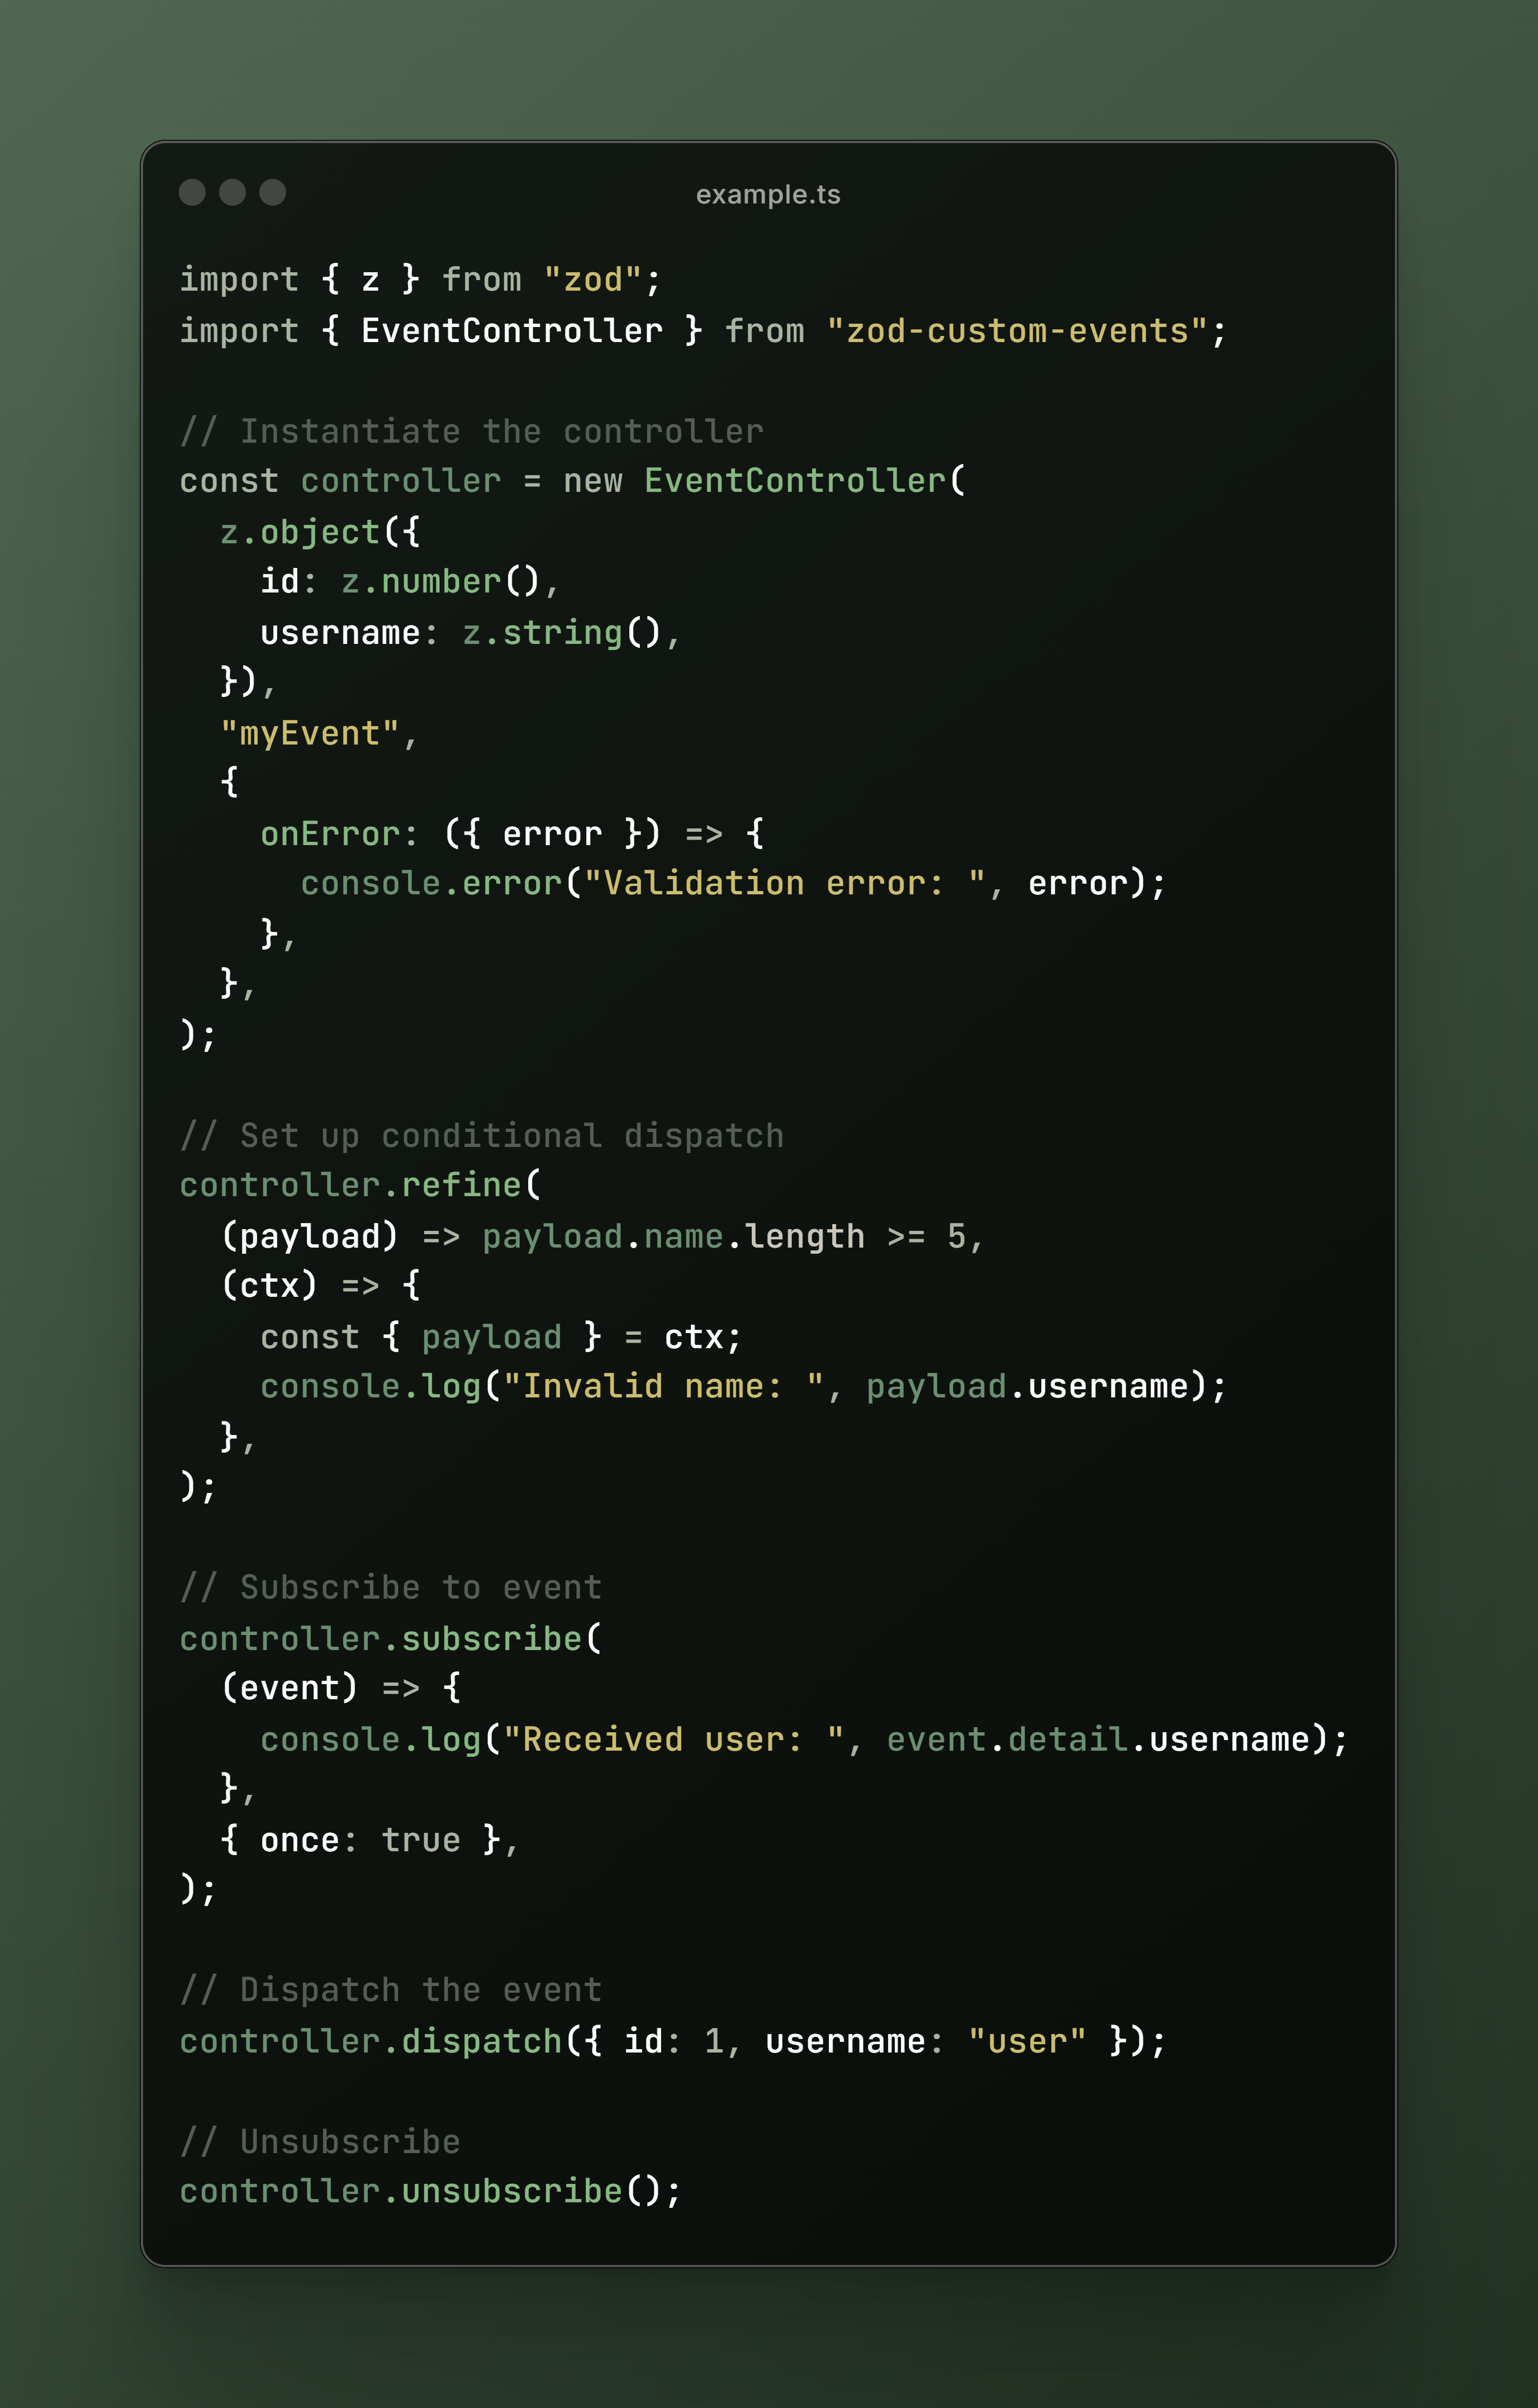 example.ts
import { z } from "zod";
import { EventController } from "zod-custom-events";

// Instantiate the controller
const controller = new EventController(
  z.object({
    id: z.number(),
    username: z.string(),
  }),
  "myEvent",
  {
    onError: ({ error }) => {
      console.error("Validation error: ", error);
    },
  },
);

// Set up conditional dispatch
controller.refine(
  (payload) => payload.name.length >= 5,
  (ctx) => {
    const { payload } = ctx;
    console.log("Invalid name: ", payload.username);
  },
);

// Subscribe to event
controller.subscribe(
  (event) => {
    console.log("Received user: ", event.detail.username);
  },
  { once: true },
);

// Dispatch the event
controller.dispatch({ id: 1, username: "user" });

// Unsubscribe
controller.unsubscribe();